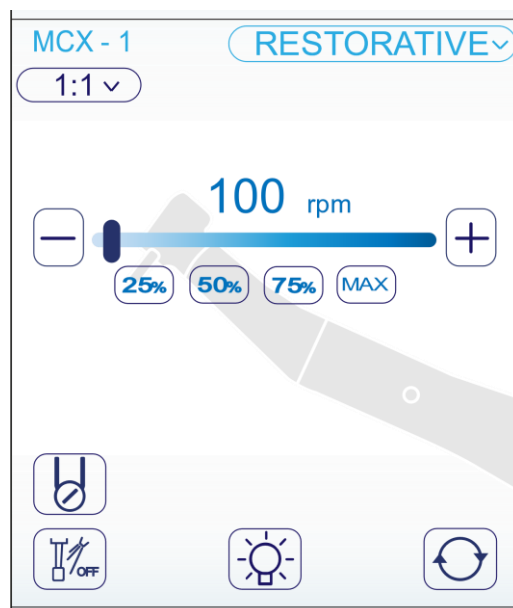 MCX - 1
RESTORATIVE
1:1
100 rpm
25% 50% 75% MAX
OFF